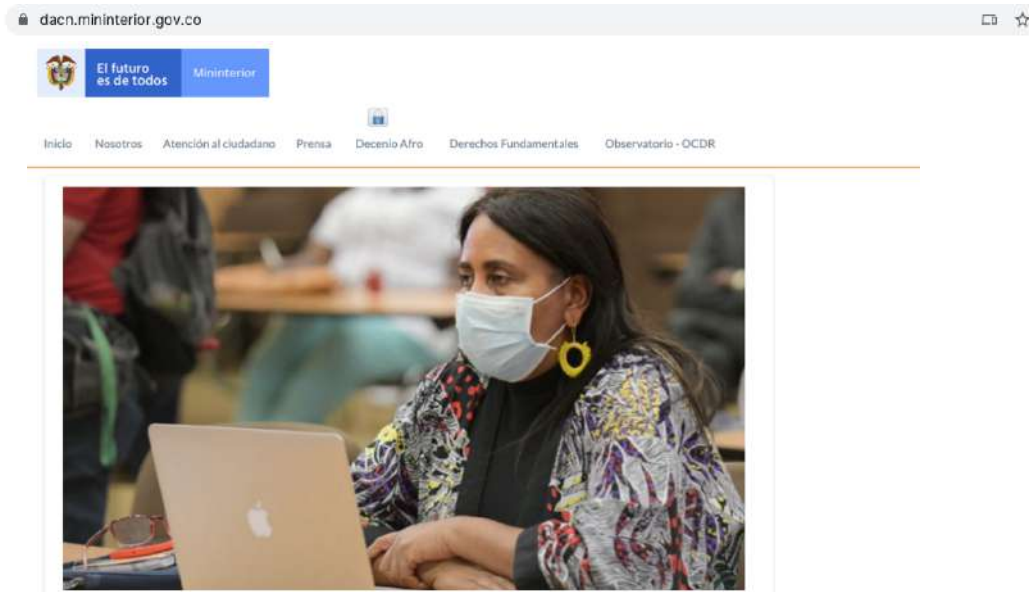 dacn.mininterior.gov.co
El futuro
es de todos
Mininterior
Inicio Nosotros Atención al ciudadano Prensa Decenio Afro Derechos Fundamentales Observatorio - OCDR